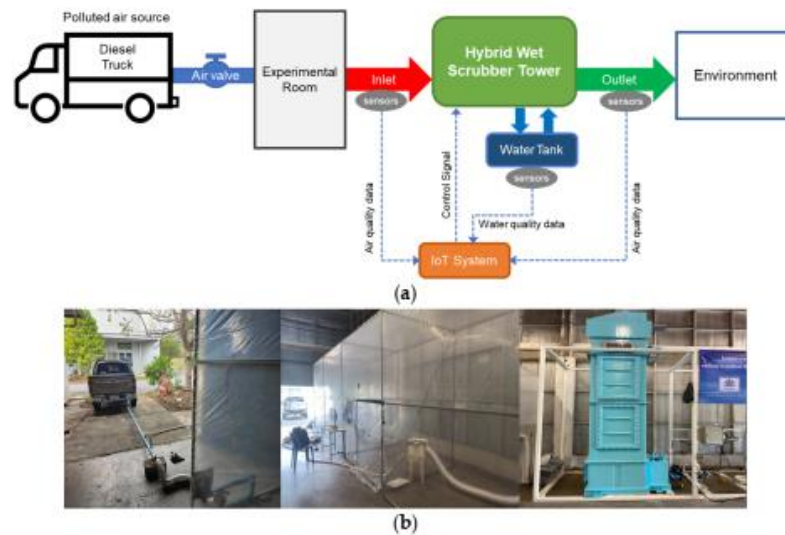 Polluted air source
Diesel
Truck
Air valve
Experimental
Room
Inlet
sensors
Hybrid Wet
Scrubber Tower
Outlet
sensors
Environment
Water Tank
sensors
Air quality data
Control Signal
Water quality data
Air quality data
IoT System
(a)
(b)